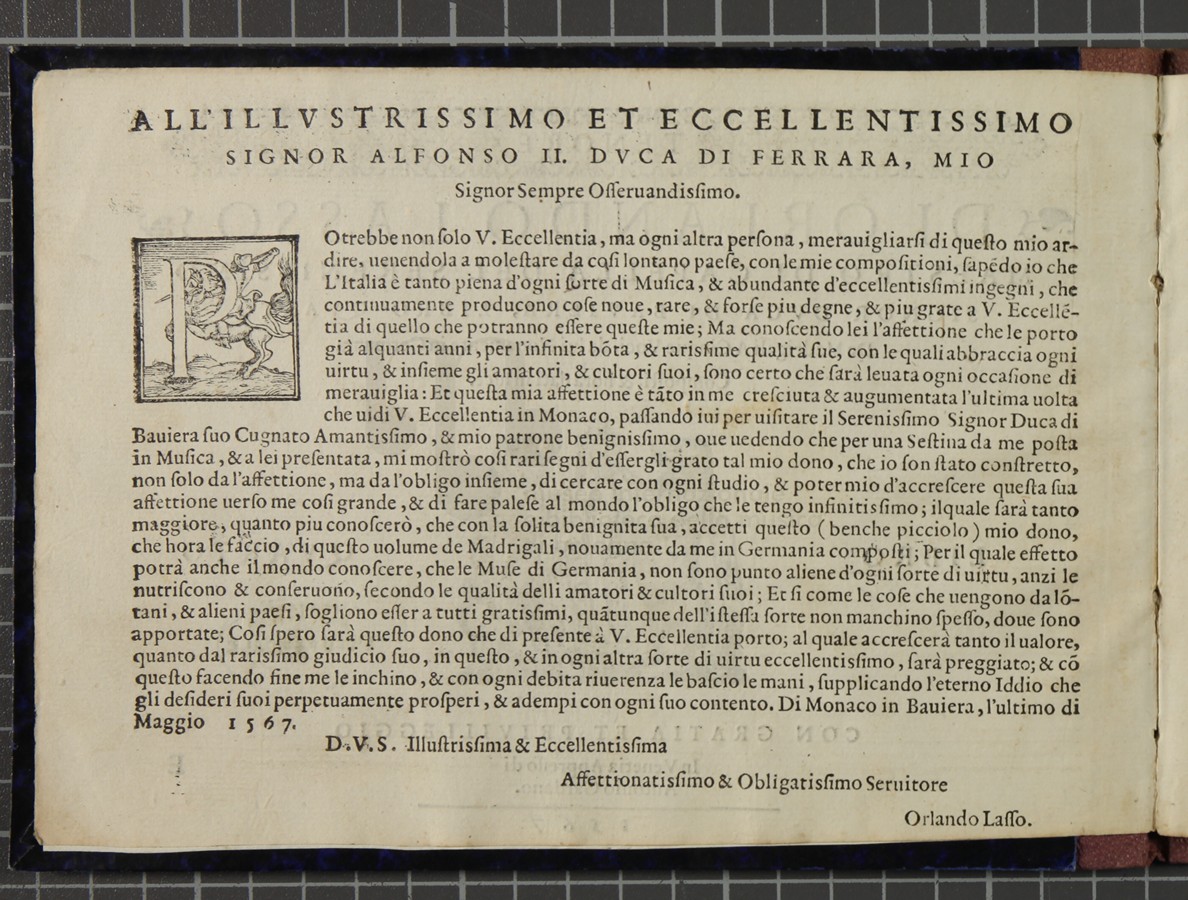 ALL'ILLVSTRISSIMO ET ECCELLENTISSIMO
SIGNOR ALFONSO II. DVCA DI FERRARA, MIO
Signor Sempre Oſſeruandiſsimo.
POtrebbe non ſolo V. Eccellentia, ma ogni altra perſona, merauigliarſi di queſto mio ar-
dire, uenendola a moleſtare da coſi lontano paeſe, con le mie compoſitioni, ſapẽdo io che
L'Italia è tanto piena d'ogni ſorte di Muſica, & abundante d'eccellentiſsimi ingegni, che
continuamente producono coſe noue, rare, & forſe piu degne, & piu grate a V. Eccellẽ-
tia di quello che potranno eſſere queſte mie; Ma conoſcendo lei l'affettione che le porto
già alquanti anni, per l'infinita bõta, & rariſsime qualità ſue, con le quali abbraccia ogni
uirtu, & inſieme gli amatori, & cultori ſuoi, ſono certo che ſarà leuata ogni occaſione di
merauiglia: Et queſta mia affettione è tãto in me creſciuta & augumentata l'ultima uolta
che uidi V. Eccellentia in Monaco, paſſando iui per uiſitare il Sereniſsimo Signor Duca di
Bauiera ſuo Cugnato Amantiſsimo, & mio patrone benigniſsimo, oue uedendo che per una Seſtina da me poſta
in Muſica, & a lei preſentata, mi moſtrò coſi rari ſegni d'eſſergli grato tal mio dono, che io ſon ſtato conſtretto,
non ſolo da l'affettione, ma da l'obligo inſieme, di cercare con ogni ſtudio, & poter mio d'accreſcere queſta ſua
affettione uerſo me coſi grande, & di fare paleſe al mondo l'obligo che le tengo infinitiſsimo; ilquale ſarà tanto
maggiore, quanto piu conoſcerò, che con la ſolita benignita ſua, accetti queſto (benche picciolo) mio dono,
che hora le faccio, di queſto uolume de Madrigali, nouamente da me in Germania compoſti; Per il quale effetto
potrà anche il mondo conoſcere, che le Muſe di Germania, non ſono punto aliene d'ogni ſorte di uirtu, anzi le
nutriſcono & conſeruono, ſecondo le qualità delli amatori & cultori ſuoi; Et ſi come le coſe che uengono da lõ-
tani, & alieni paeſi, ſogliono eſſer a tutti gratiſsimi, quãtunque dell'iſteſſa ſorte non manchino ſpeſſo, doue ſono
apportate; Coſi ſpero ſarà queſto dono che di preſente à V. Eccellentia porto; al quale accreſcerà tanto il ualore,
quanto dal rariſsimo giudicio ſuo, in queſto, & in ogni altra ſorte di uirtu eccellentiſsimo, ſarà preggiato; & cõ
queſto facendo fine me le inchino, & con ogni debita riuerenza le baſcio le mani, ſupplicando l'eterno Iddio che
gli deſideri ſuoi perpetuamente proſperi, & adempi con ogni ſuo contento. Di Monaco in Bauiera, l'ultimo di
Maggio 1567.
D. V. S. Illuſtriſsima & Eccellentiſsima
Affettionatiſsimo & Obligatiſsimo Seruitore
Orlando Laſſo.